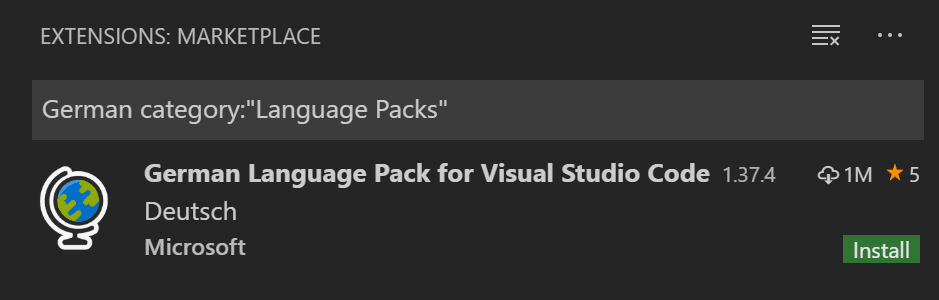 EXTENSIONS: MARKETPLACE
German category:"Language Packs"
German Language Pack for Visual Studio Code 1.37.4 1M 5
Deutsch
Microsoft Install